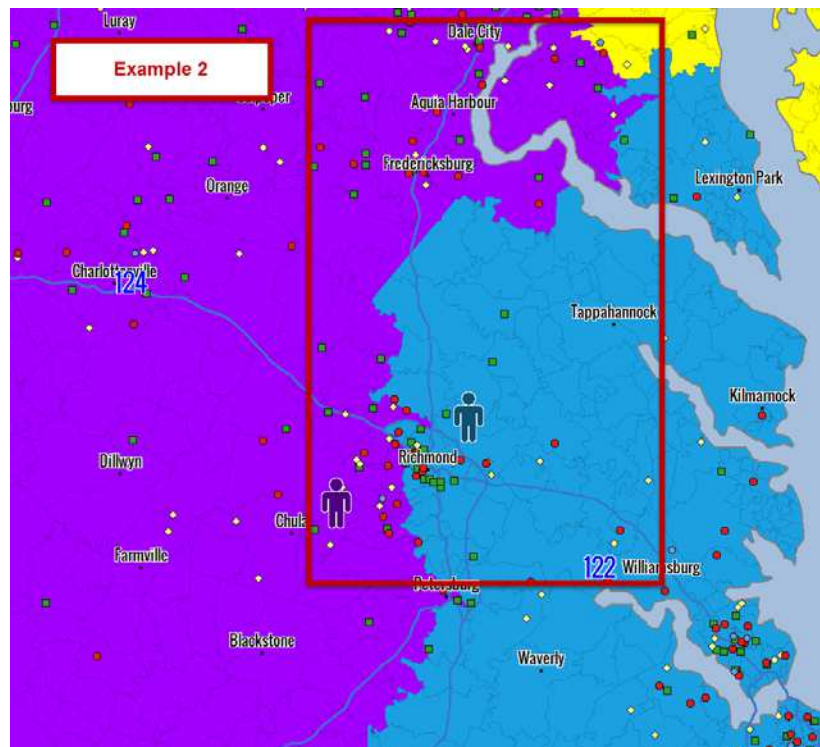 Luray
Dale City
Example 2
Aquia Harbour
Fredericksburg
Orange
Lexington Park
Charlottesville
124
Tappahannock
Kilmarnock
Richmond
Dillwyn
Farmville
122
Williamsburg
Petersburg
Blackstone
Waverly